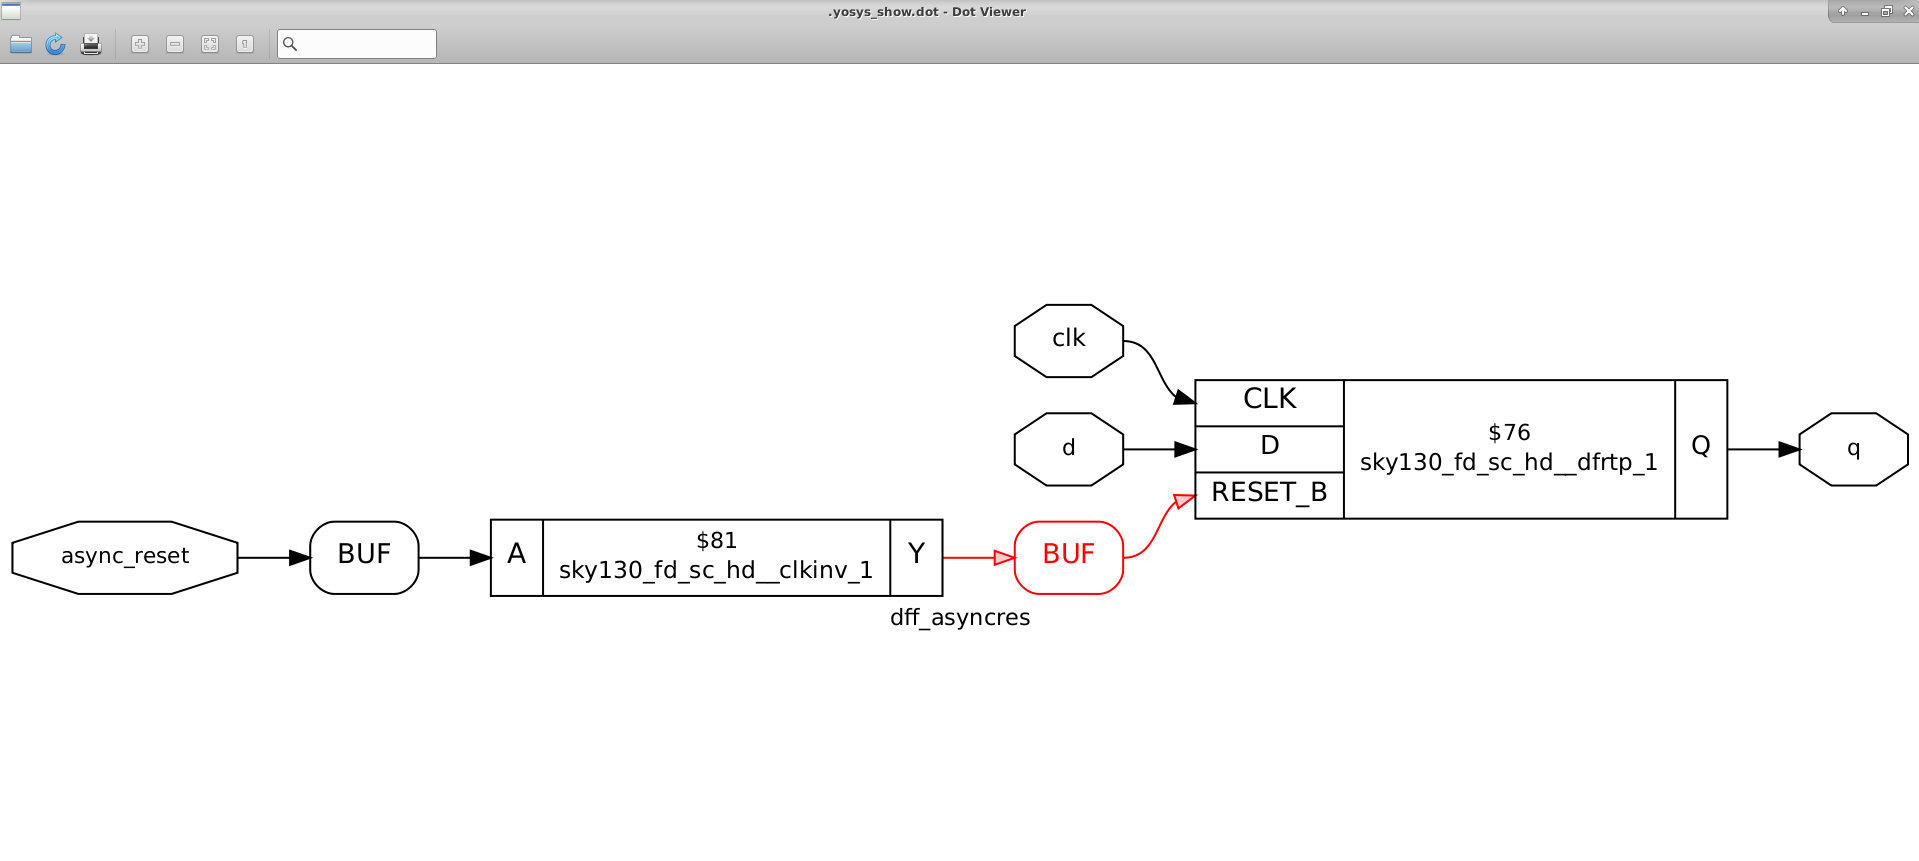 .yosys_show.dot - Dot Viewer
clk
d
CLK
D
RESET_B
$76
sky130_fd_sc_hd__dfrtp_1
Q
q
async_reset
BUF
A
$81
sky130_fd_sc_hd__clkinv_1
Y
BUF
dff_asyncres